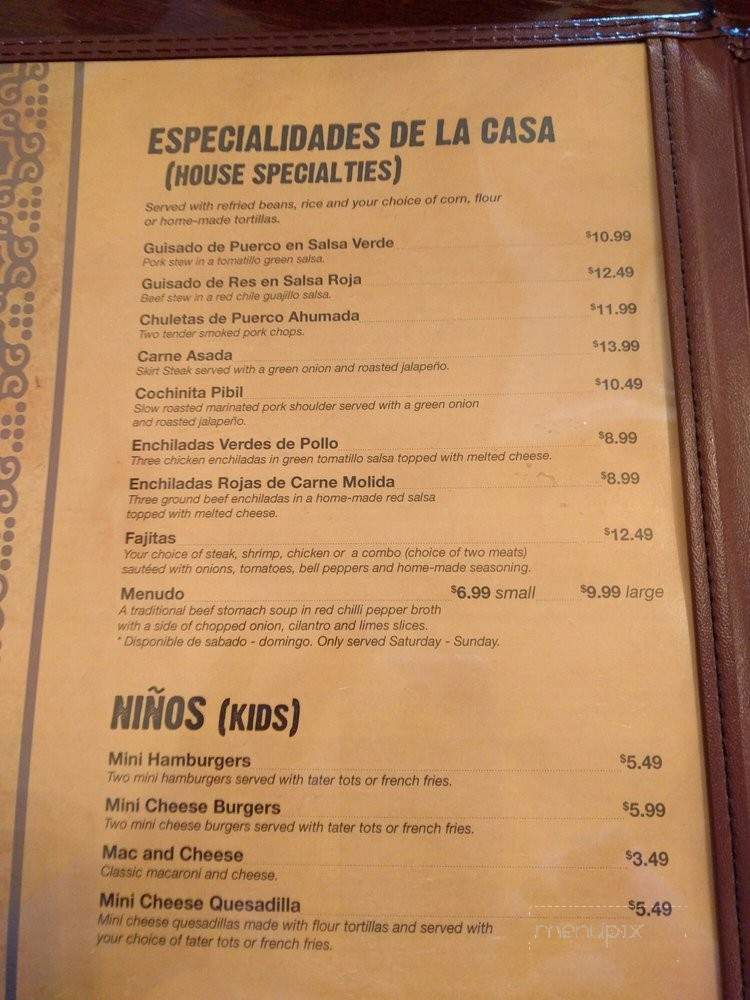 ESPECIALIDADES DE LA CASA
(HOUSE SPECIALTIES)
Served with refried beans, rice and your choice of corn, flour
or home-made tortillas.
Guisado de Puerco en Salsa Verde $10.99
Pork stew in a tomatillo green salsa.
Guisado de Res en Salsa Roja $12.49
Beef stew in a red chile guajillo salsa.
Chuletas de Puerco Ahumada $11.99
Two tender smoked pork chops.
Carne Asada $13.99
Skirt Steak served with a green onion and roasted jalapeño.
Cochinita Pibil $10.49
Slow roasted marinated pork shoulder served with a green onion
and roasted jalapeño.
Enchiladas Verdes de Pollo $8.99
Three chicken enchiladas in green tomatillo salsa topped with melted cheese.
Enchiladas Rojas de Carne Molida $8.99
Three ground beef enchiladas in a home-made red salsa
topped with melted cheese.
Fajitas $12.49
Your choice of steak, shrimp, chicken or a combo (choice of two meats)
sautéed with onions, tomatoes, bell peppers and home-made seasoning.
Menudo $6.99 small $9.99 large
A traditional beef stomach soup in red chilli pepper broth
with a side of chopped onion, cilantro and limes slices.
* Disponible de sabado - domingo. Only served Saturday - Sunday.
NIÑOS (KIDS)
Mini Hamburgers $5.49
Two mini hamburgers served with tater tots or french fries.
Mini Cheese Burgers $5.99
Two mini cheese burgers served with tater tots or french fries.
Mac and Cheese $3.49
Classic macaroni and cheese.
Mini Cheese Quesadilla $5.49
Mini cheese quesadillas made with flour tortillas and served with
your choice of tater tots or french fries.
menupix